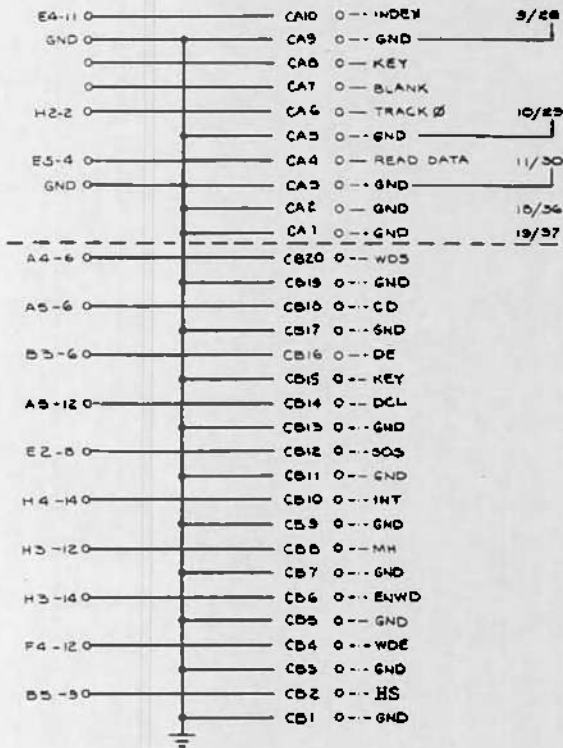 E4-11 CA10 INDEX 9/28
GND CA9 GND
CA8 KEY
CA7 BLANK
H2-2 CA6 TRACK Ø 10/29
CA5 GND
E5-4 CA4 READ DATA 11/30
GND CA3 GND
CA2 GND 18/36
CA1 GND 19/37
A4-6 CB20 WDS
CB19 GND
A5-6 CB18 CD
CB17 GND
B3-6 CB16 DE
CB15 KEY
A5-12 CB14 DCL
CB13 GND
E2-8 CB12 SOS
CB11 GND
H4-14 CB10 INT
CB9 GND
H3-12 CB8 MH
CB7 GND
H3-14 CB6 ENWD
CB5 GND
F4-12 CB4 WDE
CB3 GND
B5-9 CB2 HS
CB1 GND